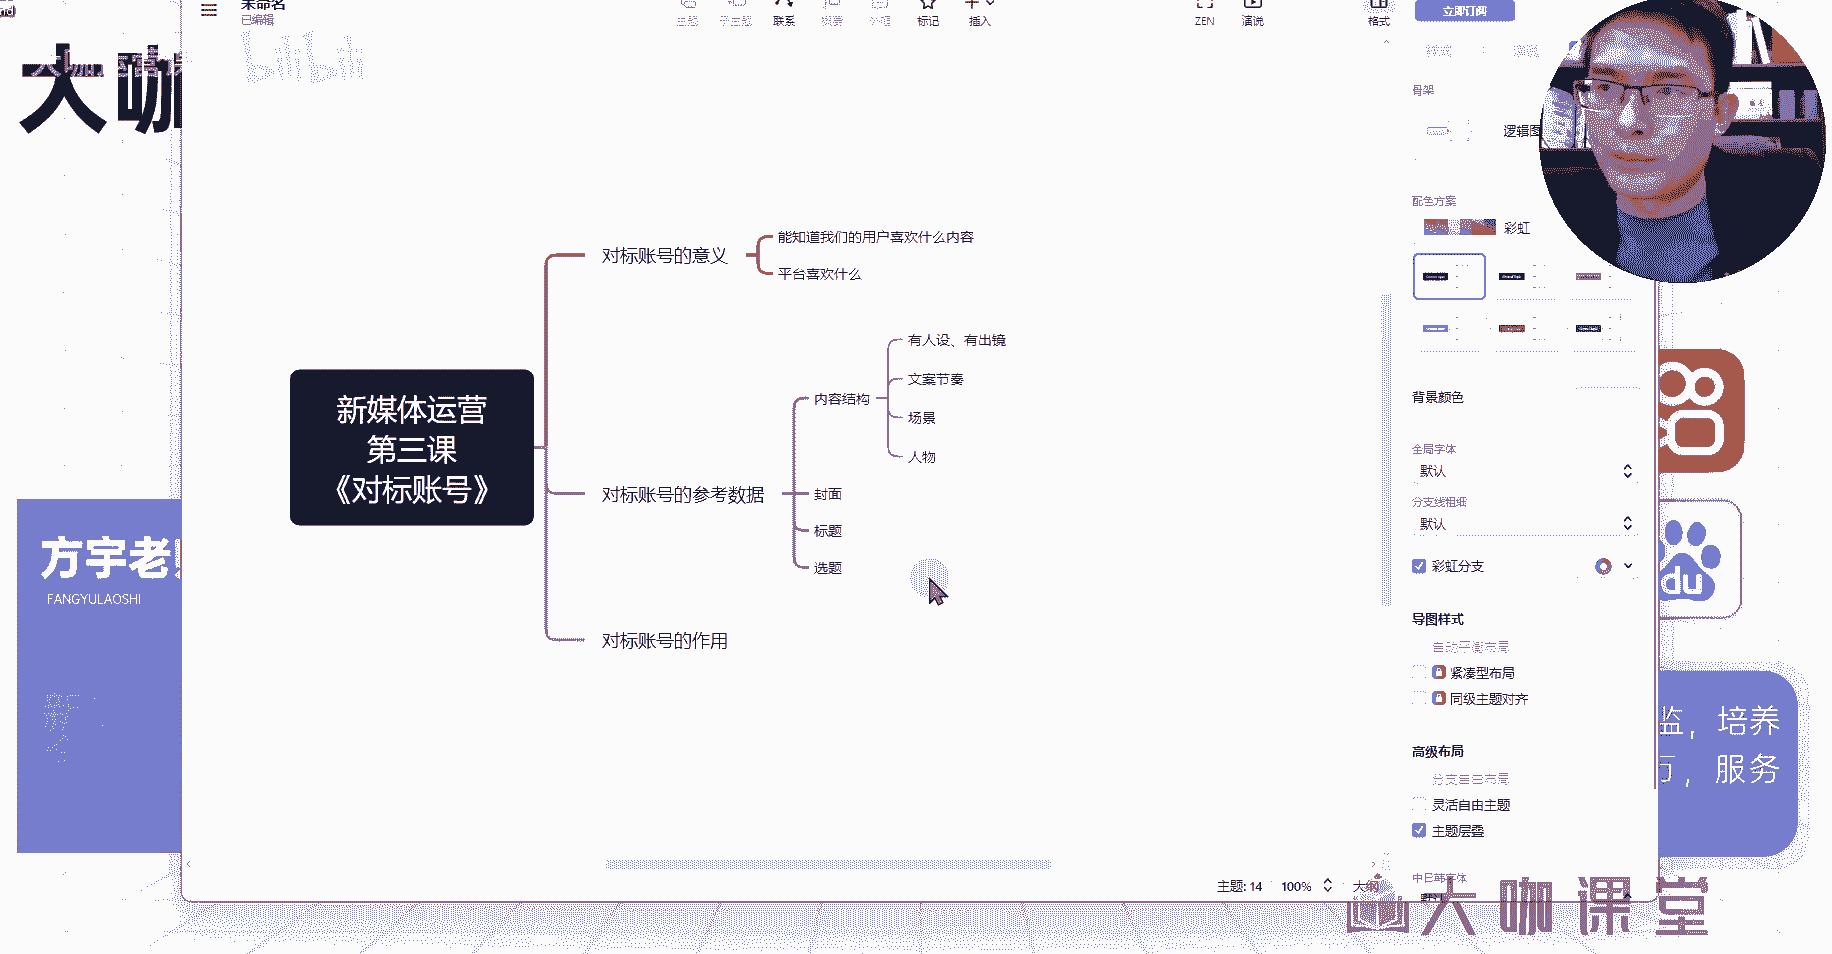 未命名
已编辑
主题
子主题
联系
概要
外框
标记
插入
ZEN
演说
格式
立即订阅
bilibili
大咖
骨架
逻辑图
配色方案
彩虹
背景颜色
全局字体
默认
分支线粗细
默认
彩虹分支
导图样式
自动平衡布局
紧凑型布局
同级主题对齐
高级布局
分支自由布局
灵活自由主题
主题层叠
中日韩字体
默认
新媒体运营
第三课
《对标账号》
对标账号的意义
能知道我们的用户喜欢什么内容
平台喜欢什么
对标账号的参考数据
内容结构
有人设、有出镜
文案节奏
场景
人物
封面
标题
选题
对标账号的作用
方宇老
FANGYULAOSHI
du
监，培养
万，服务
主题: 14
100%
大纲
大咖课堂